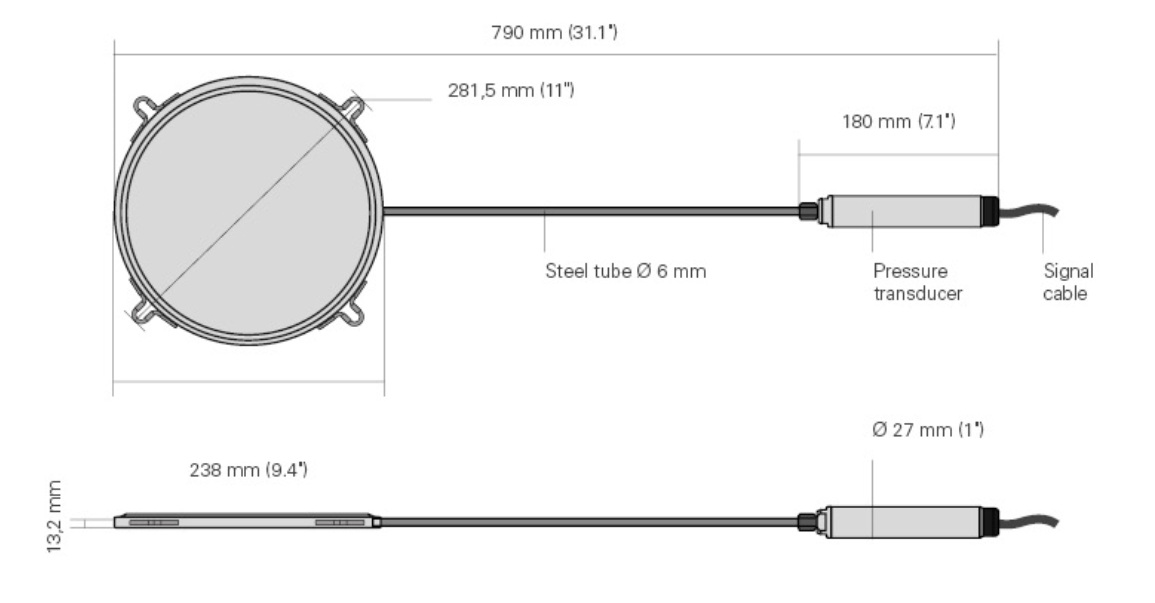 790 mm (31.1")
281,5 mm (11")
180 mm (7.1")
Steel tube Ø 6 mm
Pressure
transducer
Signal
cable
Ø 27 mm (1")
238 mm (9.4")
13,2 mm